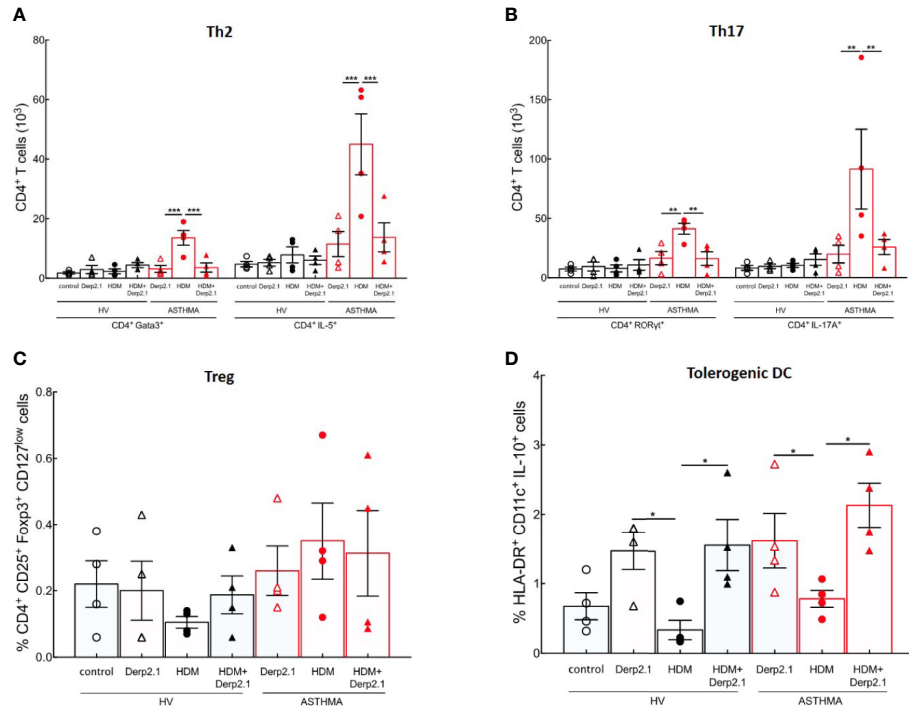 A
Th2
CD4+ T cells (10³)
80
60
40
20
0
*** ***
*** ***
control Derp2.1 HDM HDM+ Derp2.1 Derp2.1 HDM HDM+ Derp2.1
control Derp2.1 HDM HDM+ Derp2.1 Derp2.1 HDM HDM+ Derp2.1
HV ASTHMA HV ASTHMA
CD4+ Gata3+ CD4+ IL-5+
B
Th17
CD4+ T cells (10³)
200
150
100
50
0
** **
** **
control Derp2.1 HDM HDM+ Derp2.1 Derp2.1 HDM HDM+ Derp2.1
control Derp2.1 HDM HDM+ Derp2.1 Derp2.1 HDM HDM+ Derp2.1
HV ASTHMA HV ASTHMA
CD4+ RORγt+ CD4+ IL-17A+
C
Treg
% CD4+ CD25+ Foxp3+ CD127low cells
0.8
0.6
0.4
0.2
0.0
control Derp2.1 HDM HDM+ Derp2.1 Derp2.1 HDM HDM+ Derp2.1
HV ASTHMA
D
Tolerogenic DC
% HLA-DR+ CD11c+ IL-10+ cells
4
3
2
1
0
* * * *
control Derp2.1 HDM HDM+ Derp2.1 Derp2.1 HDM HDM+ Derp2.1
HV ASTHMA